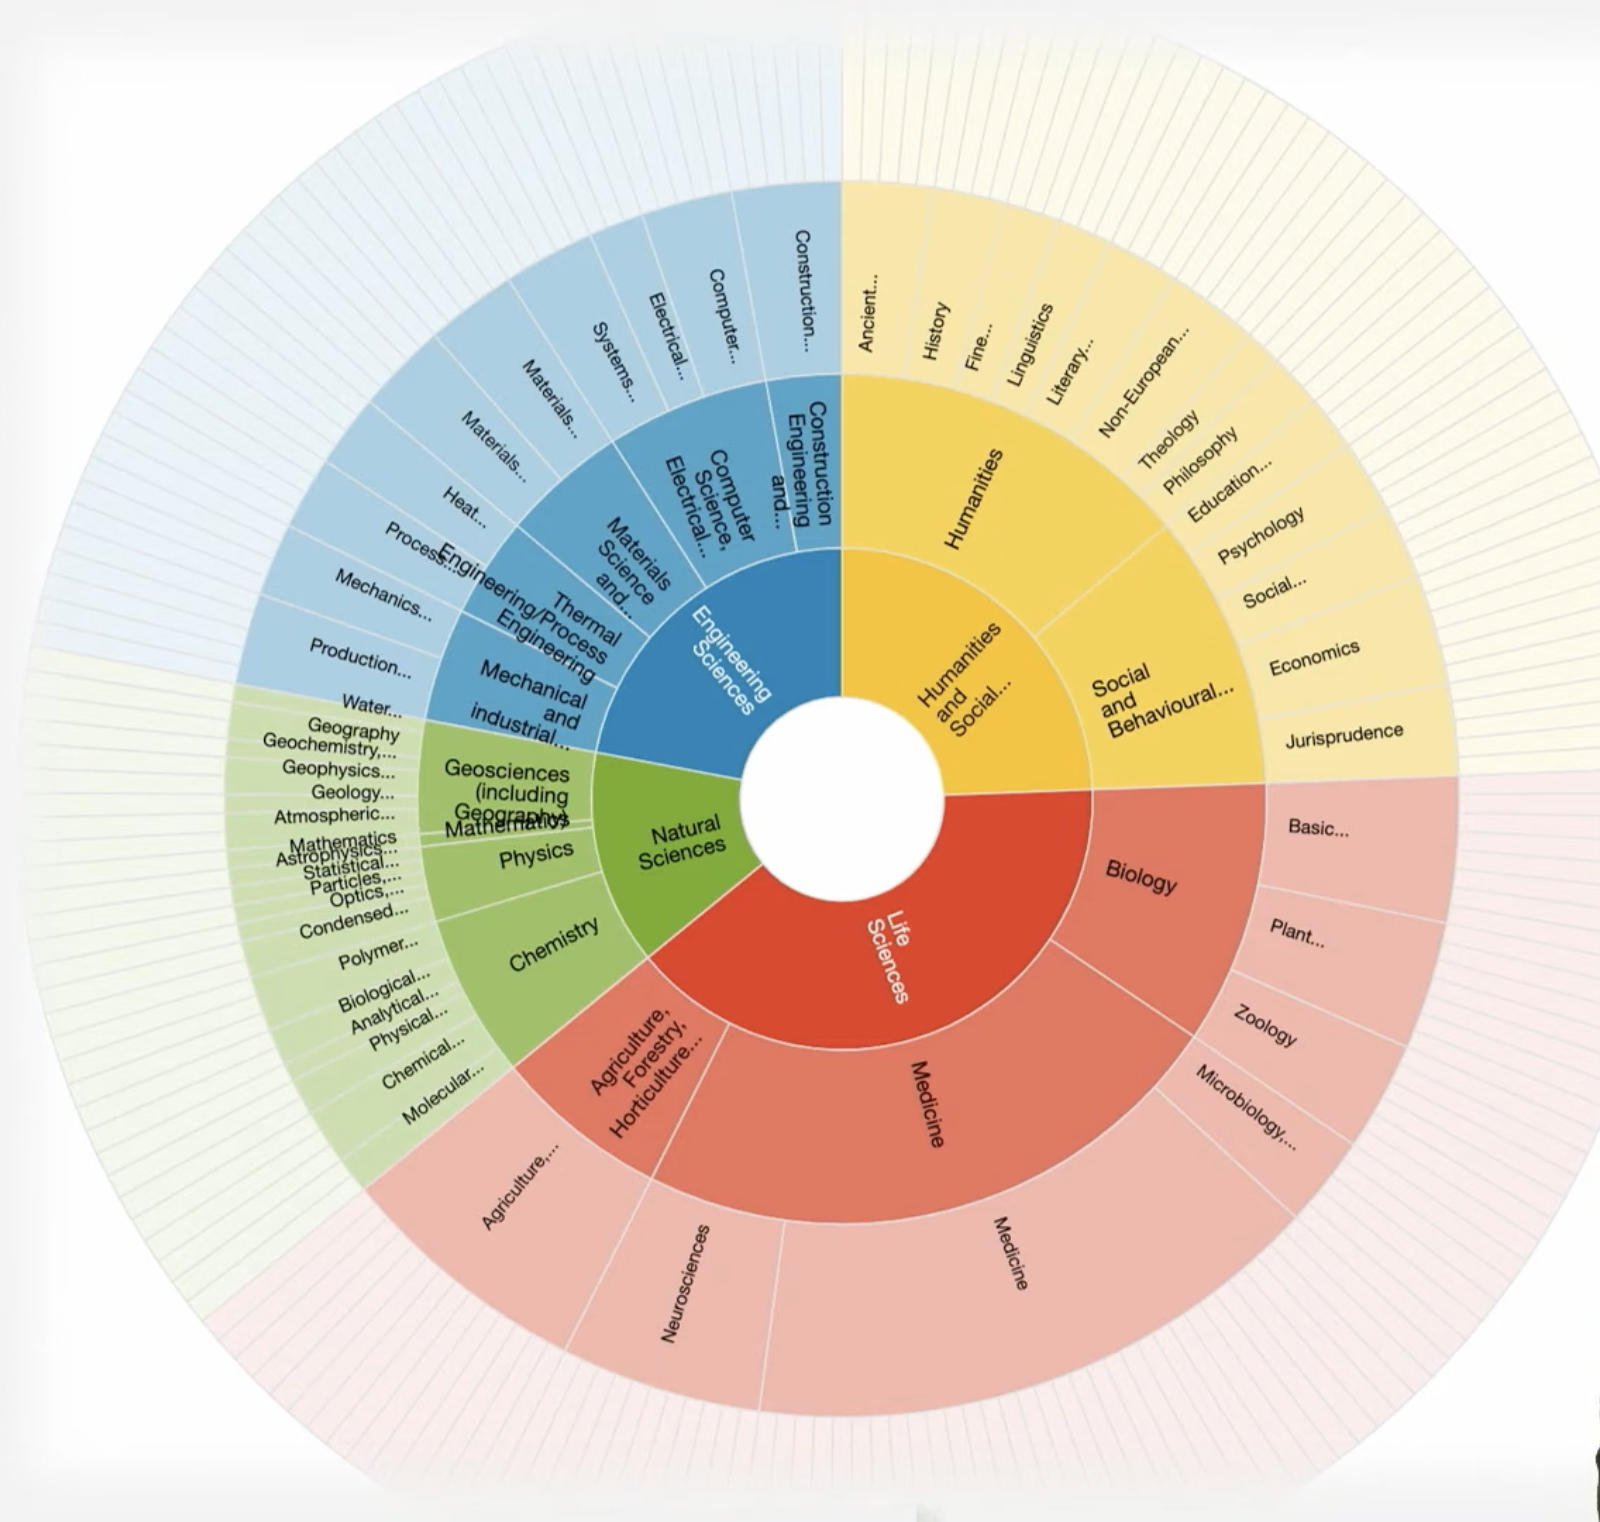 Humanities
and
Social...
Life
Sciences
Natural
Sciences
Engineering
Sciences
Humanities
Social
and
Behavioural...
Biology
Medicine
Agriculture,
Forestry,
Horticulture...
Chemistry
Physics
Mathematics
Geosciences
(including
Geography)
Mechanical
and
industrial...
Thermal
Engineering/Process
Engineering
Materials
Science
and...
Computer
Science,
Electrical...
Construction
Engineering
and...
Ancient...
History
Fine...
Linguistics
Literary...
Non-European...
Theology
Philosophy
Education...
Psychology
Social...
Economics
Jurisprudence
Basic...
Plant...
Zoology
Microbiology,...
Medicine
Neurosciences
Agriculture,...
Molecular...
Chemical...
Physical...
Analytical...
Biological...
Polymer...
Condensed...
Optics,...
Particles,...
Statistical...
Astrophysics...
Mathematics
Atmospheric...
Geology...
Geophysics...
Geochemistry,...
Geography
Water...
Production...
Mechanics...
Process...
Heat...
Materials...
Materials...
Systems...
Electrical...
Computer...
Construction...